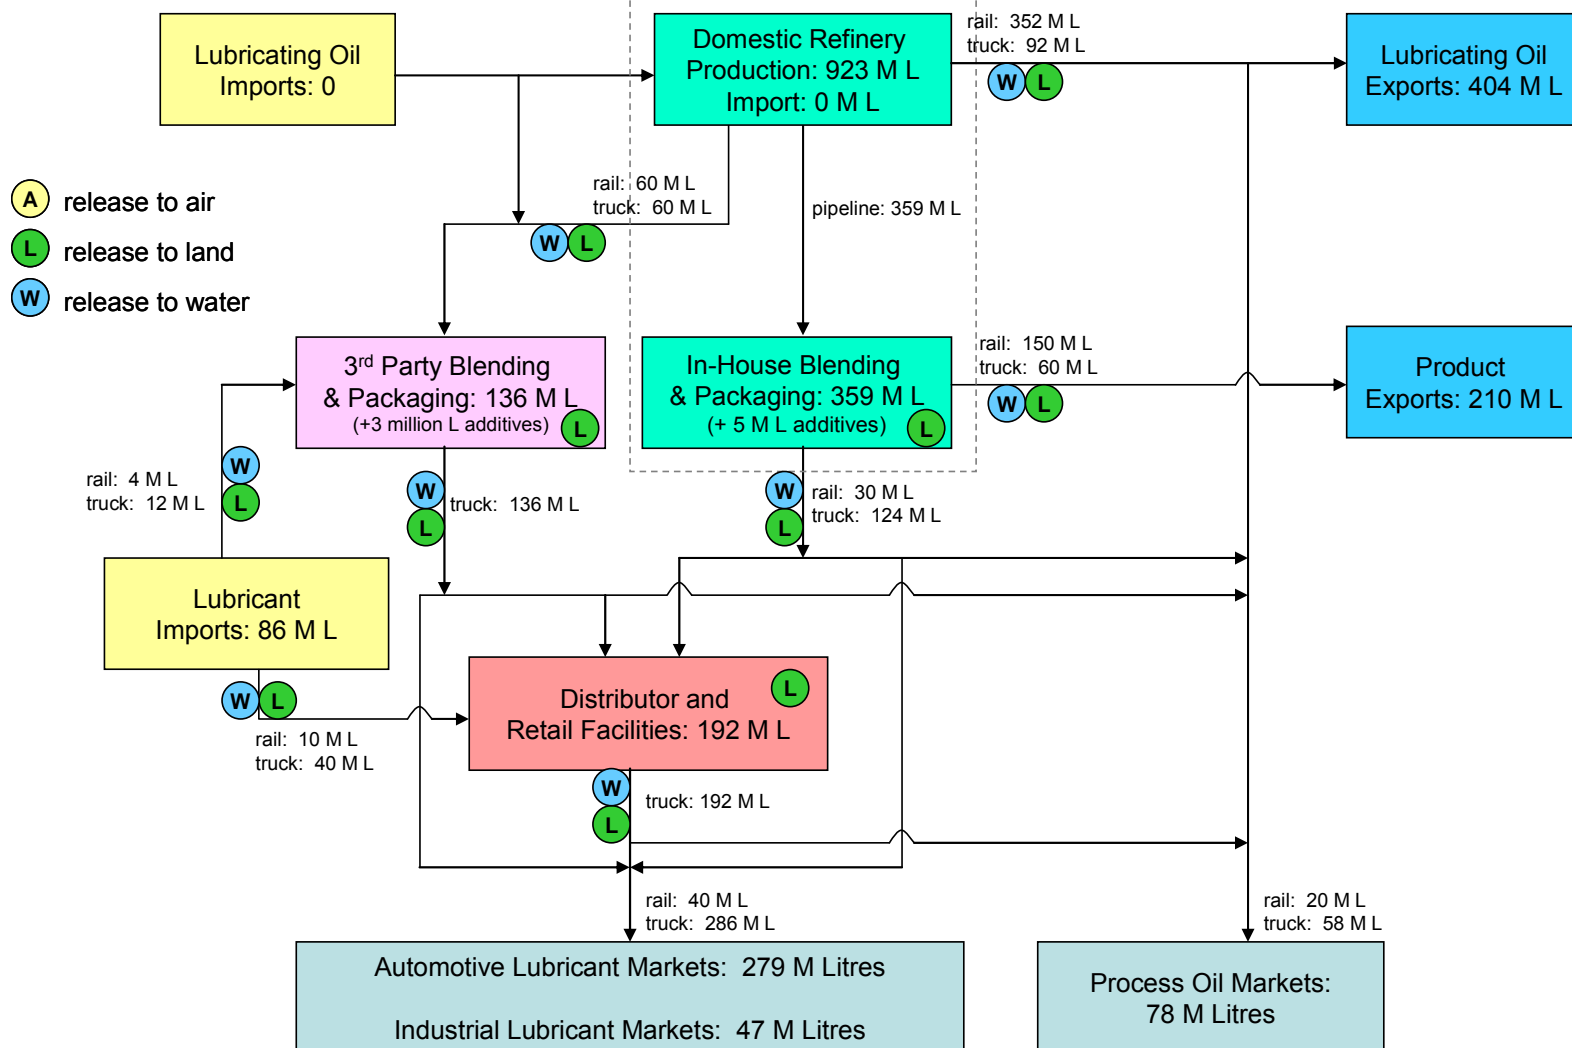 Lubricating Oil
Imports: 0
Domestic Refinery
Production: 923 M L
Import: 0 M L
rail: 352 M L
truck: 92 M L
W
L
Lubricating Oil
Exports: 404 M L
A
release to air
L
release to land
W
release to water
rail: 60 M L
truck: 60 M L
W
L
pipeline: 359 M L
3rd Party Blending
& Packaging: 136 M L
(+3 million L additives)
L
In-House Blending
& Packaging: 359 M L
(+ 5 M L additives)
L
rail: 150 M L
truck: 60 M L
W
L
Product
Exports: 210 M L
rail: 4 M L
truck: 12 M L
W
L
W
L
truck: 136 M L
W
L
rail: 30 M L
truck: 124 M L
Lubricant
Imports: 86 M L
W
L
rail: 10 M L
truck: 40 M L
Distributor and
Retail Facilities: 192 M L
L
W
L
truck: 192 M L
rail: 40 M L
truck: 286 M L
rail: 20 M L
truck: 58 M L
Automotive Lubricant Markets: 279 M Litres
Industrial Lubricant Markets: 47 M Litres
Process Oil Markets:
78 M Litres